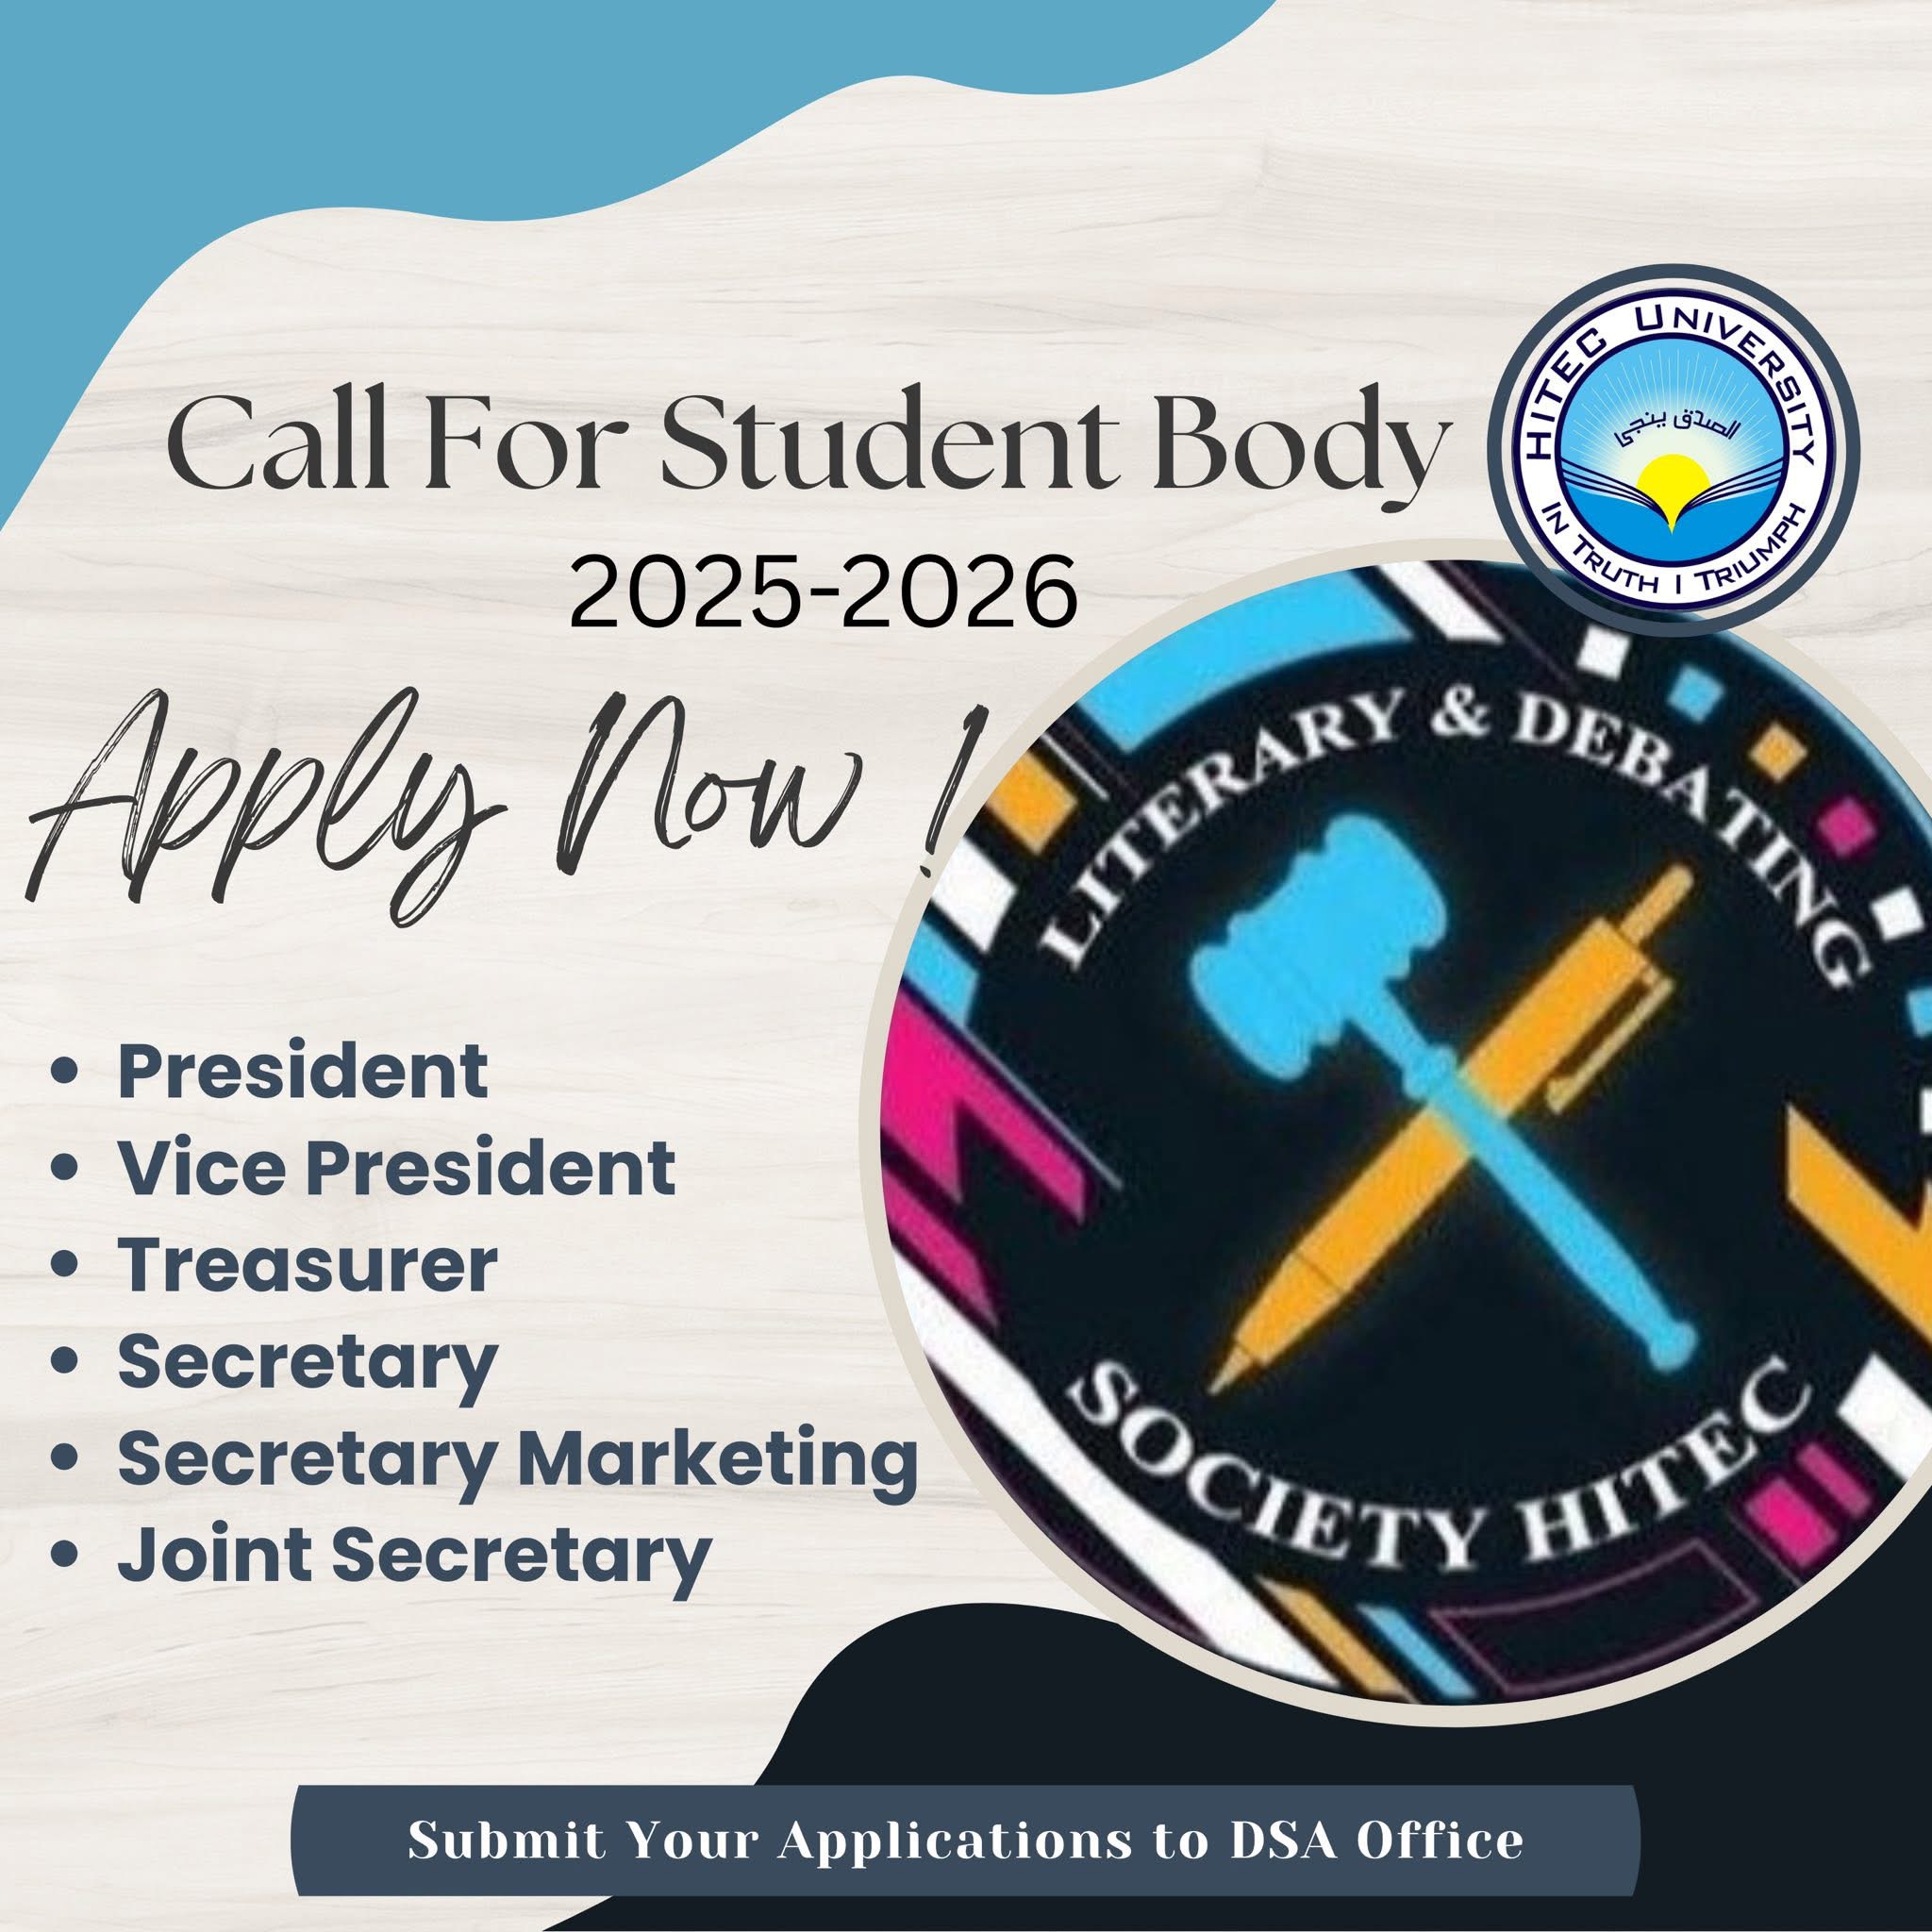 Call For Student Body
2025-2026
Apply Now !
HITEC UNIVERSITY
الصدق ينجي
IN TRUTH | TRIUMPH
LITERARY & DEBATING
SOCIETY HITEC
• President
• Vice President
• Treasurer
• Secretary
• Secretary Marketing
• Joint Secretary
Submit Your Applications to DSA Office